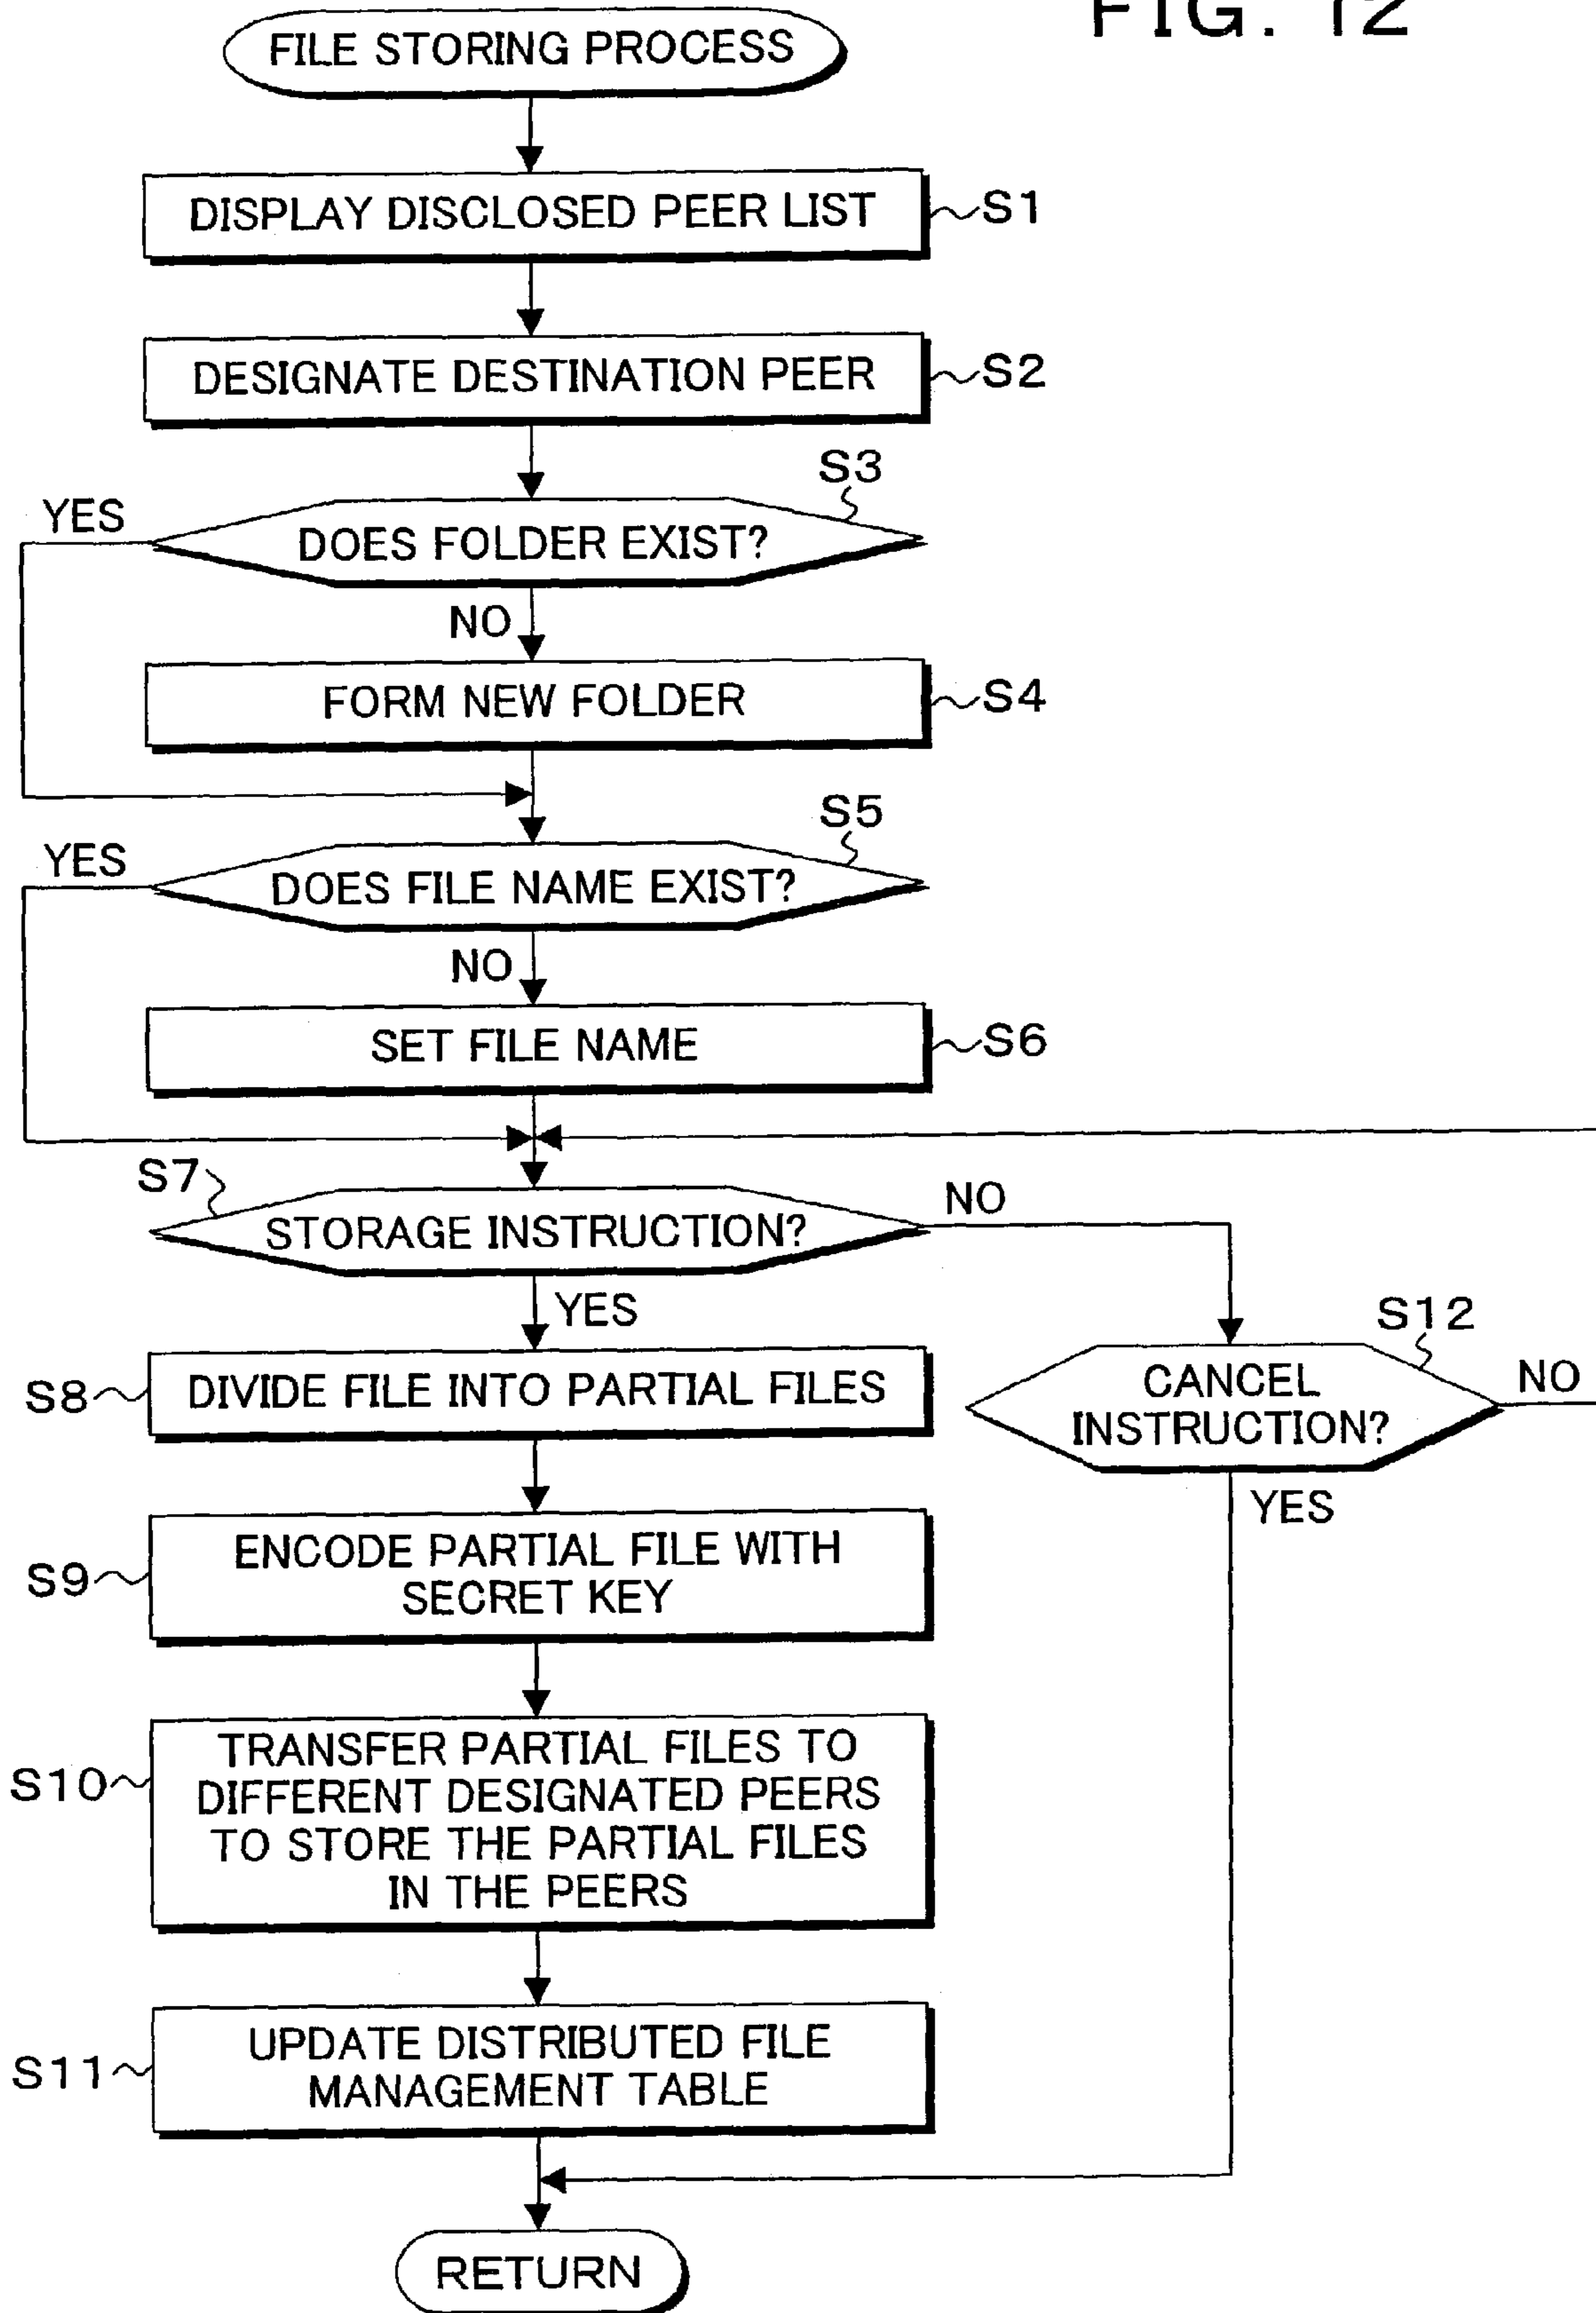 FIG. 12
FILE STORING PROCESS
DISPLAY DISCLOSED PEER LIST
S1
DESIGNATE DESTINATION PEER
S2
S3
YES
DOES FOLDER EXIST?
NO
FORM NEW FOLDER
S4
S5
YES
DOES FILE NAME EXIST?
NO
SET FILE NAME
S6
S7
STORAGE INSTRUCTION?
NO
YES
S12
CANCEL
INSTRUCTION?
NO
YES
S8
DIVIDE FILE INTO PARTIAL FILES
S9
ENCODE PARTIAL FILE WITH
SECRET KEY
S10
TRANSFER PARTIAL FILES TO
DIFFERENT DESIGNATED PEERS
TO STORE THE PARTIAL FILES
IN THE PEERS
S11
UPDATE DISTRIBUTED FILE
MANAGEMENT TABLE
RETURN